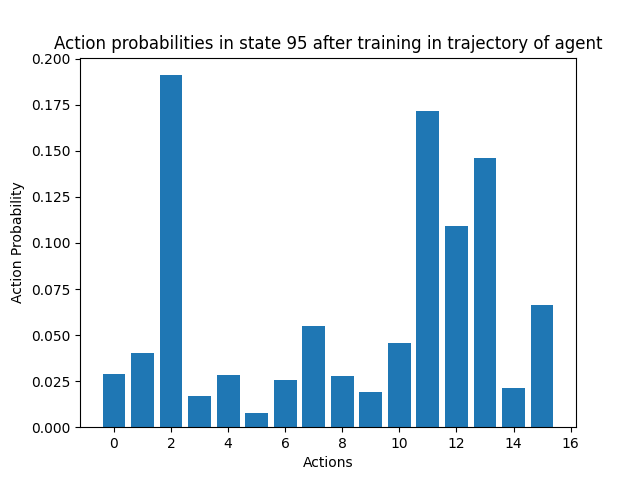 Action probabilities in state 95 after training in trajectory of agent
0.200
0.175
0.150
0.125
0.100
0.075
0.050
0.025
0.000
Action Probability
0 2 4 6 8 10 12 14 16
Actions